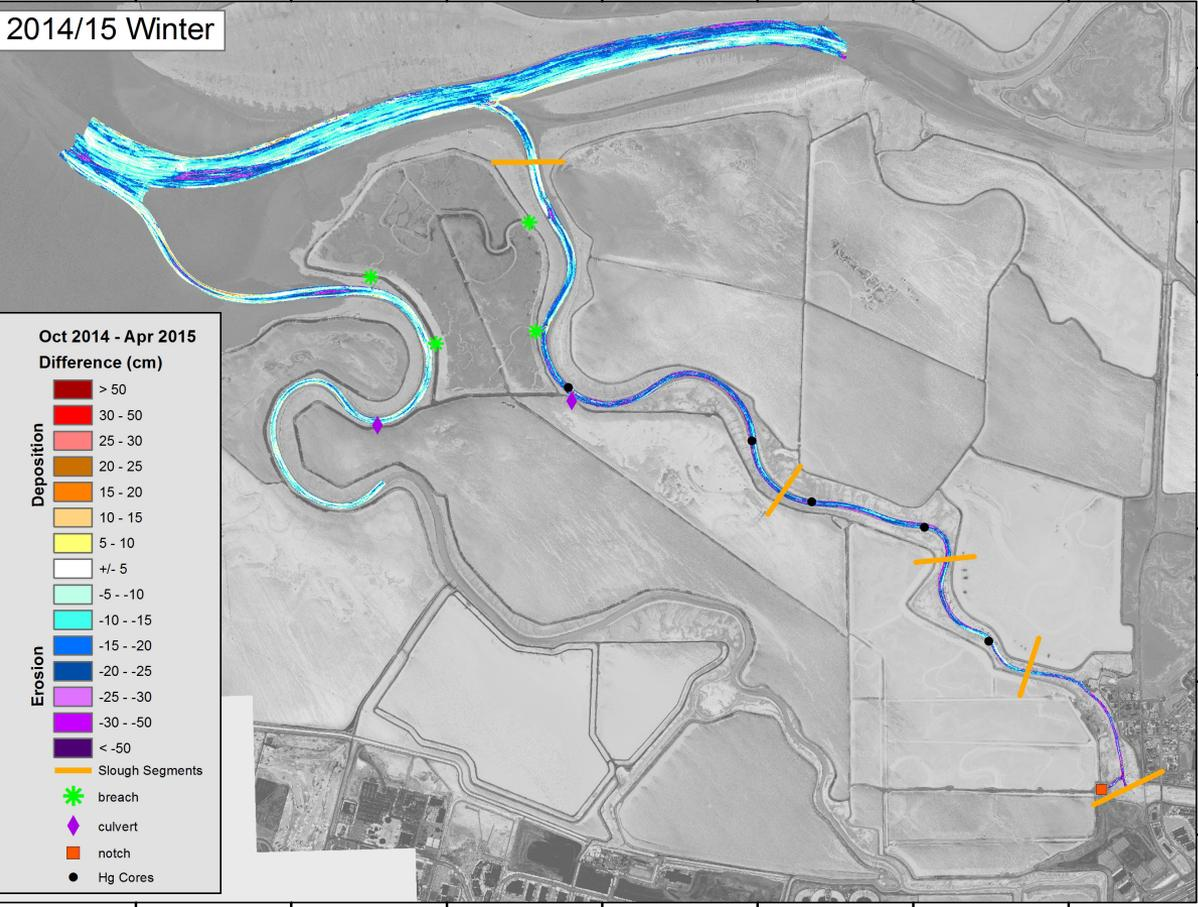 2014/15 Winter
Oct 2014 - Apr 2015
Difference (cm)
Deposition
> 50
30 - 50
25 - 30
20 - 25
15 - 20
10 - 15
5 - 10
+/- 5
Erosion
-5 - -10
-10 - -15
-15 - -20
-20 - -25
-25 - -30
-30 - -50
< -50
Slough Segments
breach
culvert
notch
Hg Cores